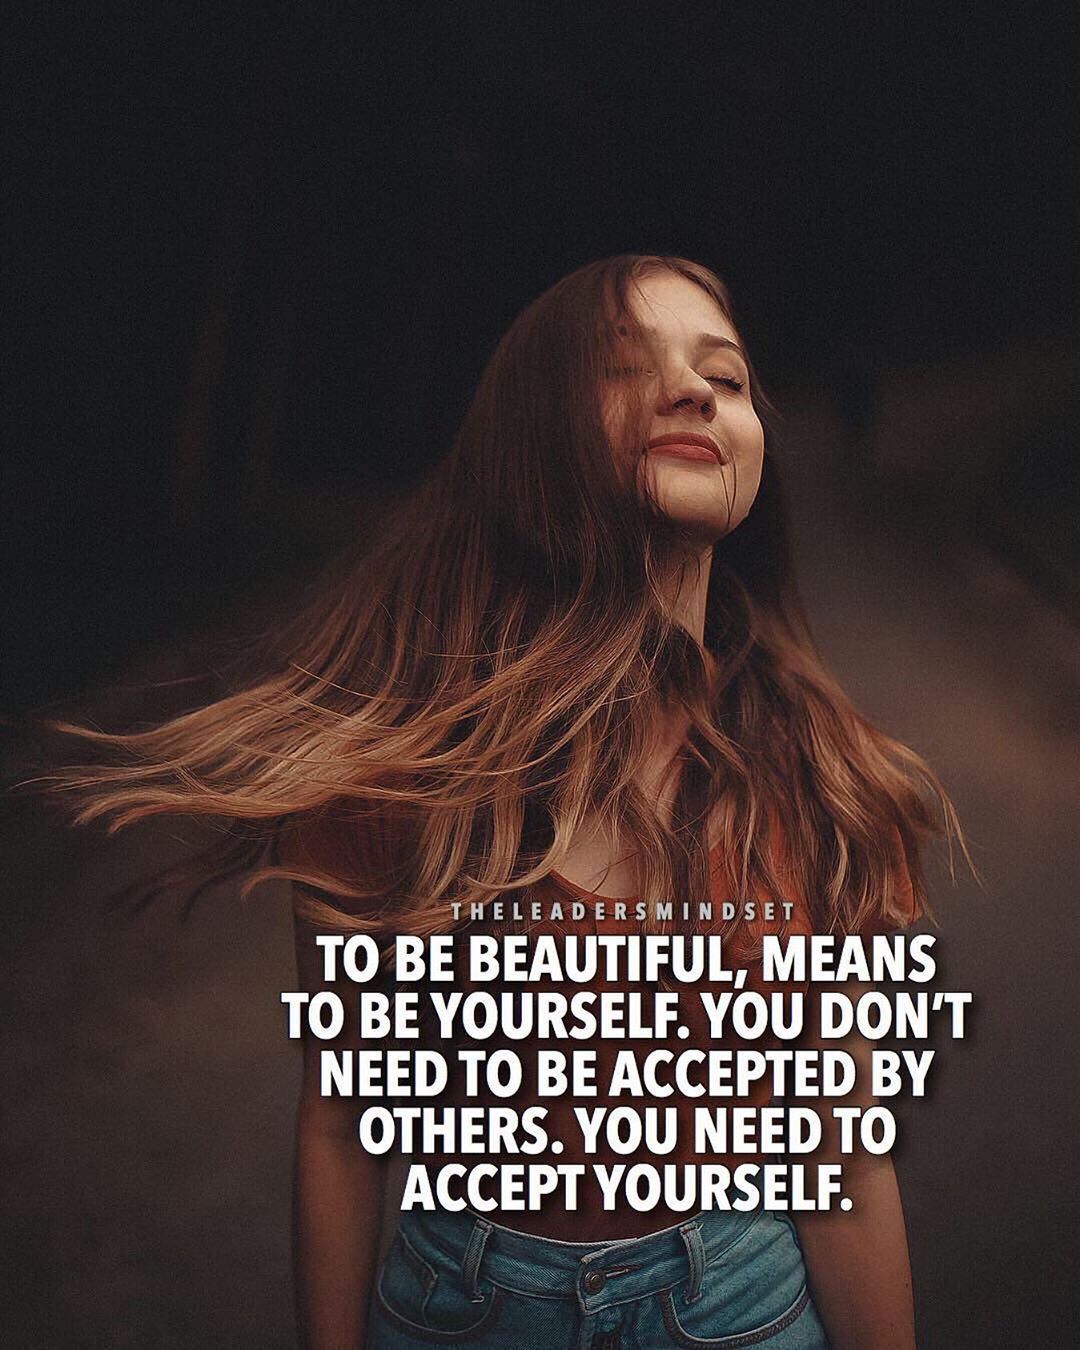 THELEADERSMINDSET
TO BE BEAUTIFUL, MEANS
TO BE YOURSELF. YOU DON'T
NEED TO BE ACCEPTED BY
OTHERS. YOU NEED TO
ACCEPT YOURSELF.